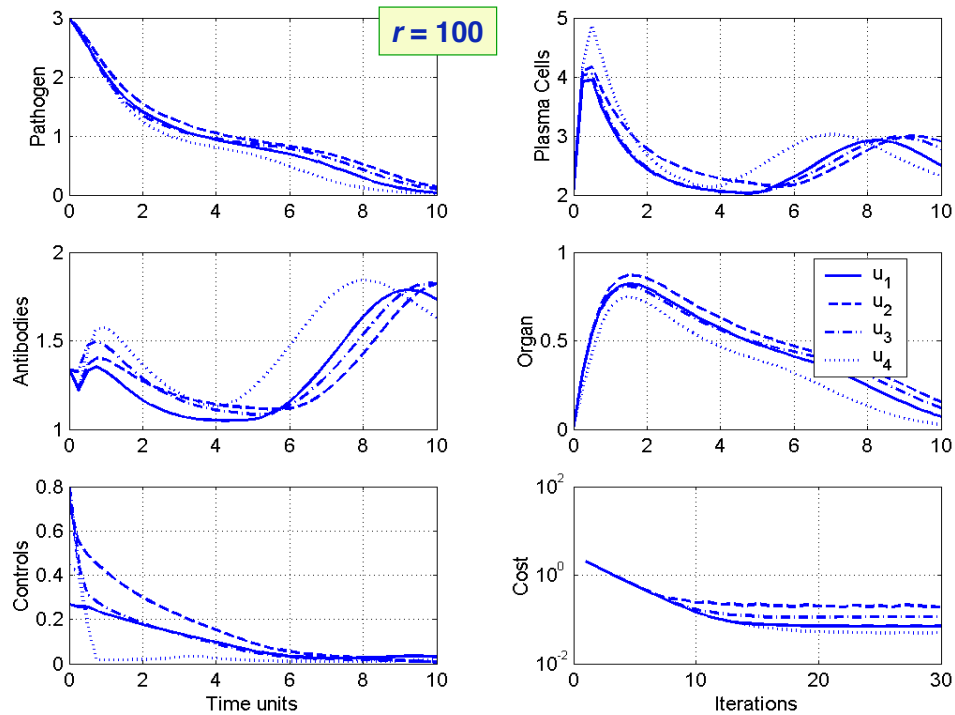 r = 100
Pathogen
3
2
1
0
0 2 4 6 8 10
Plasma Cells
5
4
3
2
0 2 4 6 8 10
Antibodies
2
1.5
1
0 2 4 6 8 10
Organ
1
0.5
0
0 2 4 6 8 10
u1
u2
u3
u4
Controls
0.8
0.6
0.4
0.2
0
0 2 4 6 8 10
Time units
Cost
10^2
10^0
10^-2
0 10 20 30
Iterations